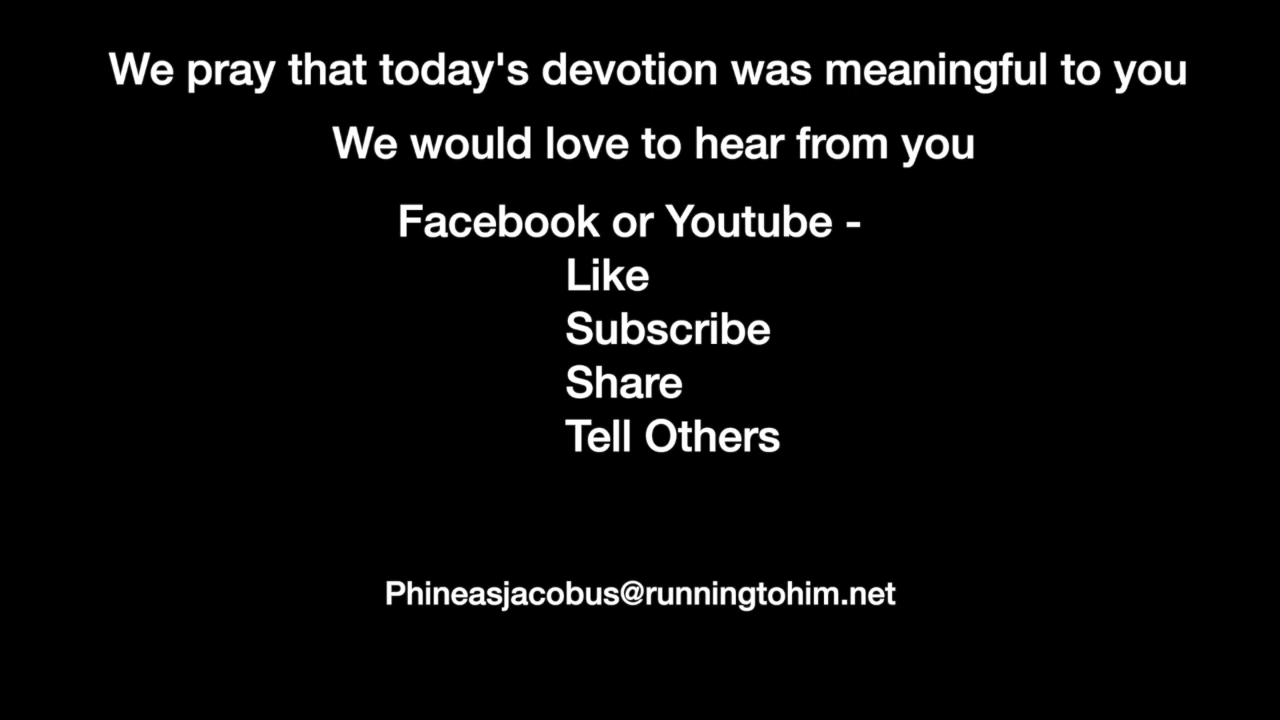 We pray that today's devotion was meaningful to you
We would love to hear from you
Facebook or Youtube -
Like
Subscribe
Share
Tell Others
Phineasjacobus@runningtohim.net